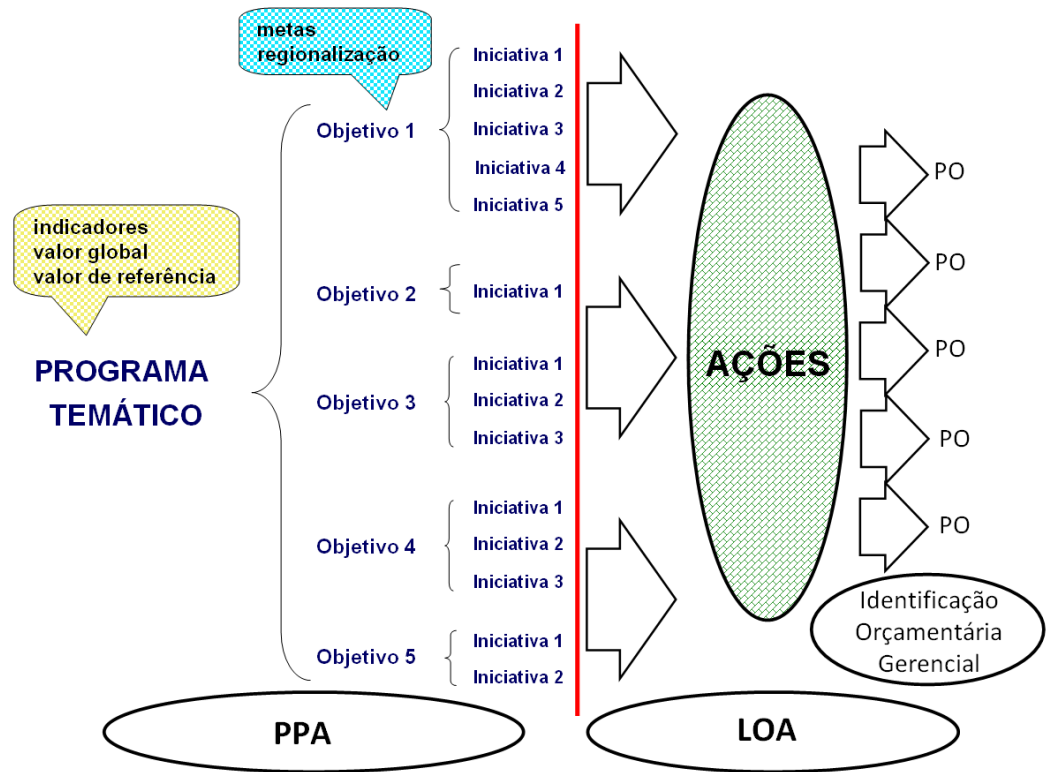 metas
regionalização
indicadores
valor global
valor de referência
PROGRAMA
TEMÁTICO
Objetivo 1
Iniciativa 1
Iniciativa 2
Iniciativa 3
Iniciativa 4
Iniciativa 5
Objetivo 2
Iniciativa 1
Objetivo 3
Iniciativa 1
Iniciativa 2
Iniciativa 3
Objetivo 4
Iniciativa 1
Iniciativa 2
Iniciativa 3
Objetivo 5
Iniciativa 1
Iniciativa 2
PPA
AÇÕES
PO
PO
PO
PO
PO
Identificação
Orçamentária
Gerencial
LOA